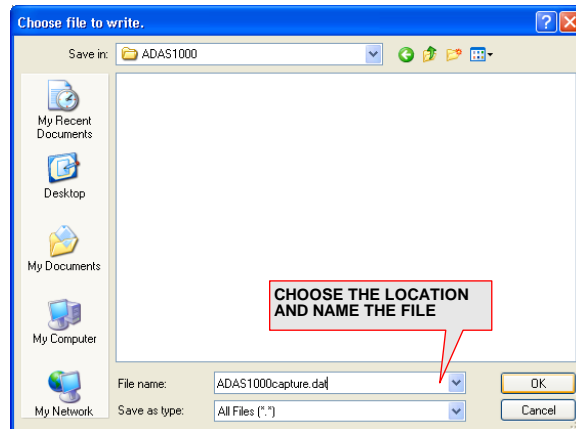 Choose file to write.
Save in:
ADAS1000
My Recent
Documents
Desktop
My Documents
My Computer
My Network
CHOOSE THE LOCATION
AND NAME THE FILE
File name:
ADAS1000capture.dat
OK
Save as type:
All Files (*.*)
Cancel